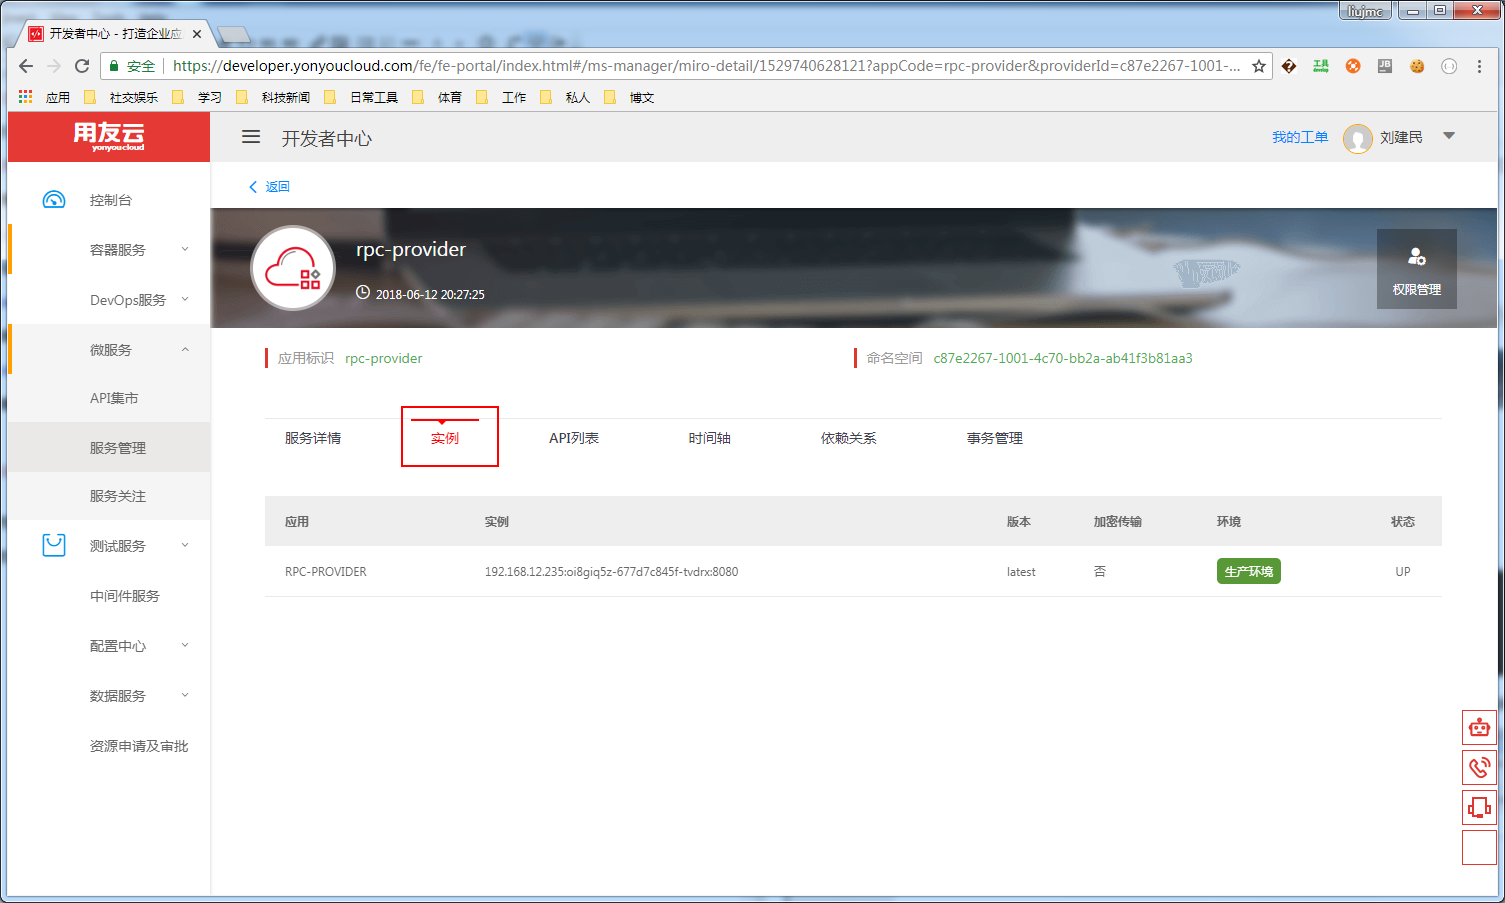 liujmc
开发者中心 - 打造企业应
安全 https://developer.yonyoucloud.com/fe/fe-portal/index.html#/ms-manager/miro-detail/1529740628121?appCode=rpc-provider&providerId=c87e2267-1001-...
应用 社交娱乐 学习 科技新闻 日常工具 体育 工作 私人 博文
用友云
yonyoucloud
开发者中心
我的工单 刘建民
返回
控制台
容器服务
DevOps服务
微服务
API集市
服务管理
服务关注
测试服务
中间件服务
配置中心
数据服务
资源申请及审批
rpc-provider
2018-06-12 20:27:25
权限管理
应用标识 rpc-provider 命名空间 c87e2267-1001-4c70-bb2a-ab41f3b81aa3
服务详情 实例 API列表 时间轴 依赖关系 事务管理
应用 实例 版本 加密传输 环境 状态
RPC-PROVIDER 192.168.12.235:oi8giq5z-677d7c845f-tvdrx:8080 latest 否 生产环境 UP